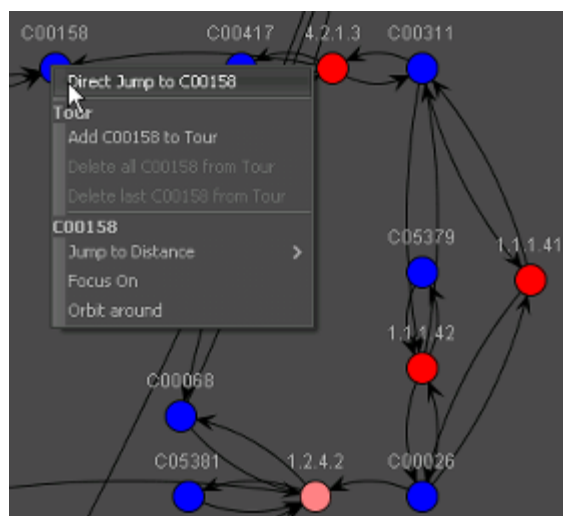 C00158
C00417
4.2.1.3
C00311
Direct Jump to C00158
Tour
Add C00158 to Tour
Delete all C00158 from Tour
Delete last C00158 from Tour
C00158
Jump to Distance
Focus On
Orbit around
C05379
1.1.1.41
1.1.1.42
C00068
C05381
1.2.4.2
C00026